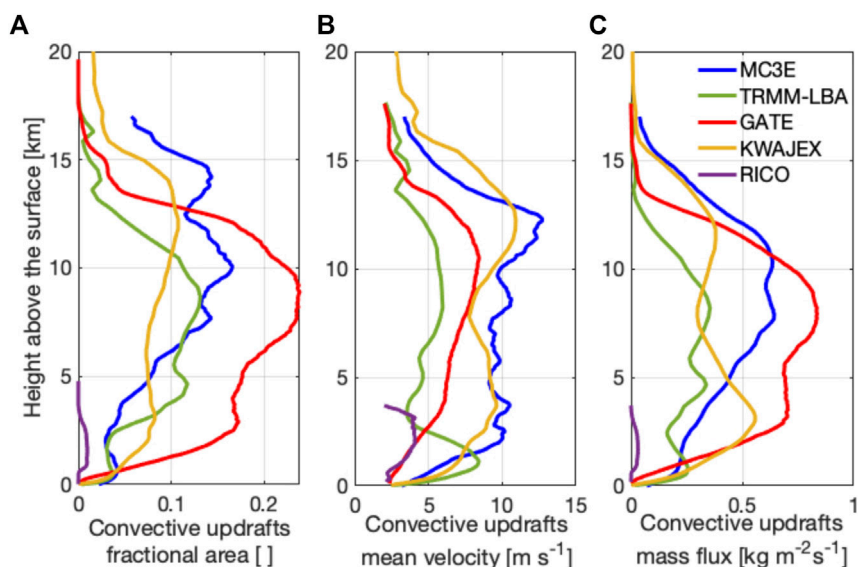 A
B
C
Height above the surface [km]
20
15
10
5
0
0
0.1
0.2
Convective updrafts
fractional area [ ]
20
15
10
5
0
5
10
15
Convective updrafts
mean velocity [m s⁻¹]
MC3E
TRMM-LBA
GATE
KWAJEX
RICO
20
15
10
5
0
0
0.5
1
Convective updrafts
mass flux [kg m⁻²s⁻¹]